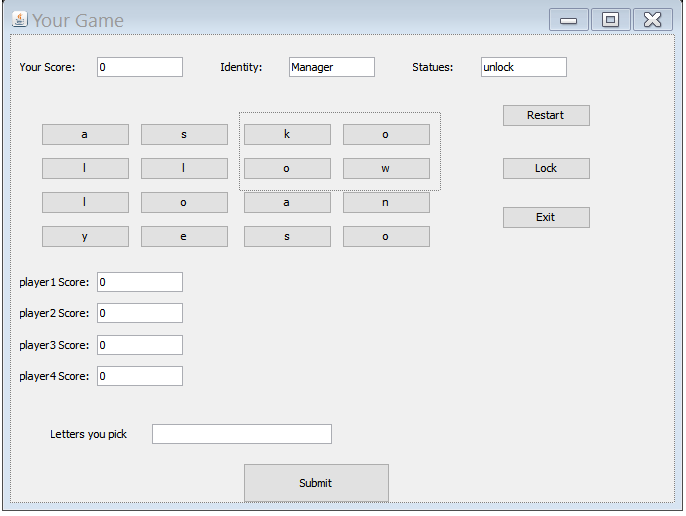 Your Game
Your Score: 0 Identity: Manager Statues: unlock
Restart
a s k o
l l o w Lock
l o a n
Exit
y e s o
player1 Score: 0
player2 Score: 0
player3 Score: 0
player4 Score: 0
Letters you pick
Submit